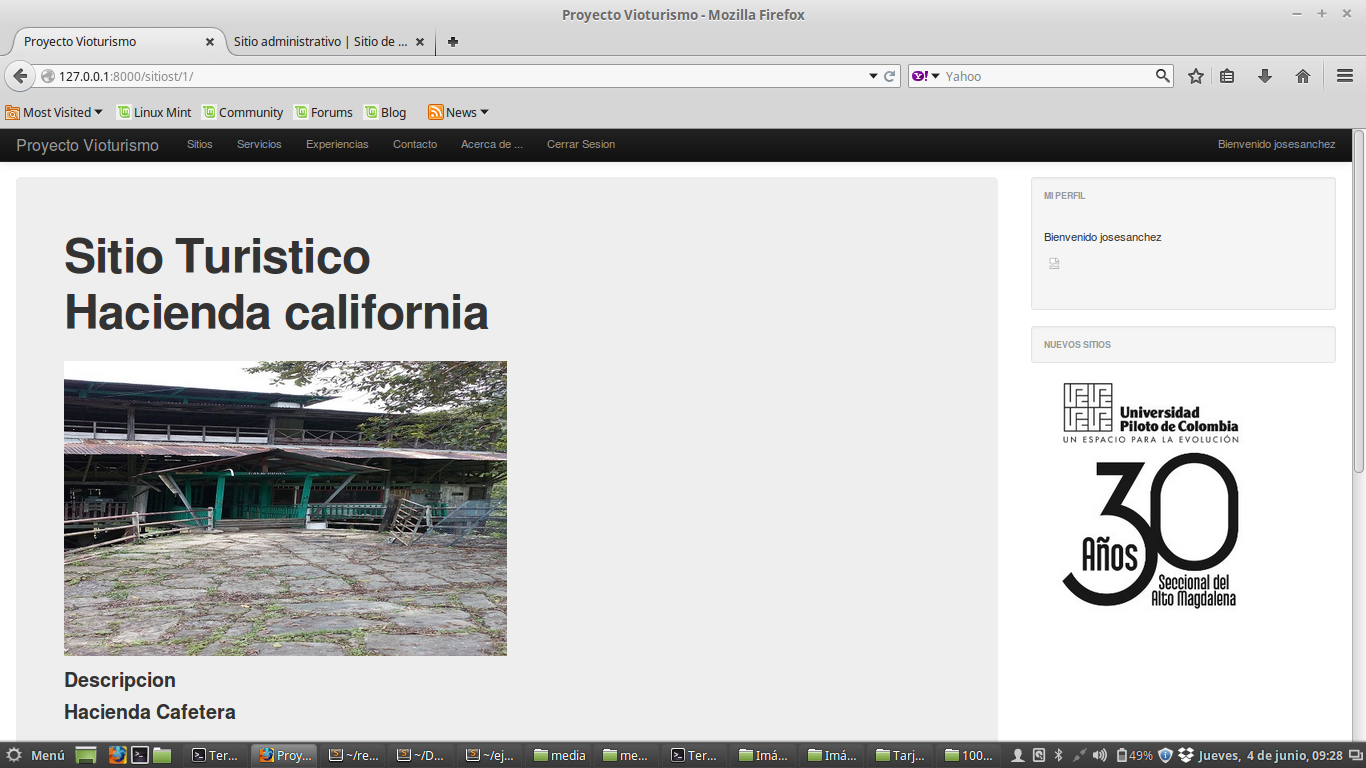 Proyecto Vioturismo - Mozilla Firefox
Proyecto Vioturismo
Sitio administrativo | Sitio de ...
127.0.0.1:8000/sitiost/1/
Yahoo
Most Visited
Linux Mint
Community
Forums
Blog
News
Proyecto Vioturismo
Sitios
Servicios
Experiencias
Contacto
Acerca de ...
Cerrar Sesion
Bienvenido josesanchez
Sitio Turistico
Hacienda california
Descripcion
Hacienda Cafetera
MI PERFIL
Bienvenido josesanchez
NUEVOS SITIOS
Universidad
Piloto de Colombia
UN ESPACIO PARA LA EVOLUCIÓN
30
Años
Seccional del
Alto Magdalena
Menú
Ter...
Proy...
~/re...
~/D...
~/ej...
media
me...
Ter...
Imá...
Imá...
Tarj...
100...
49%
Jueves, 4 de junio, 09:28